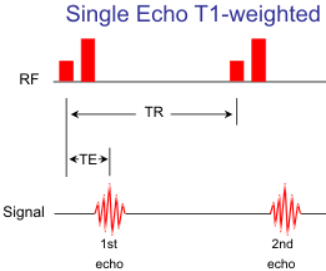 Single Echo T1-weighted
RF
TR
TE
Signal
1st
echo
2nd
echo